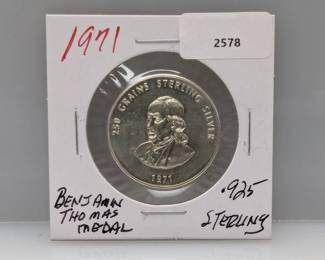 1971
2578
250 GRAINS STERLING SILVER
1971
BENJAMIN
THOMAS
MEDAL
.925
STERLING